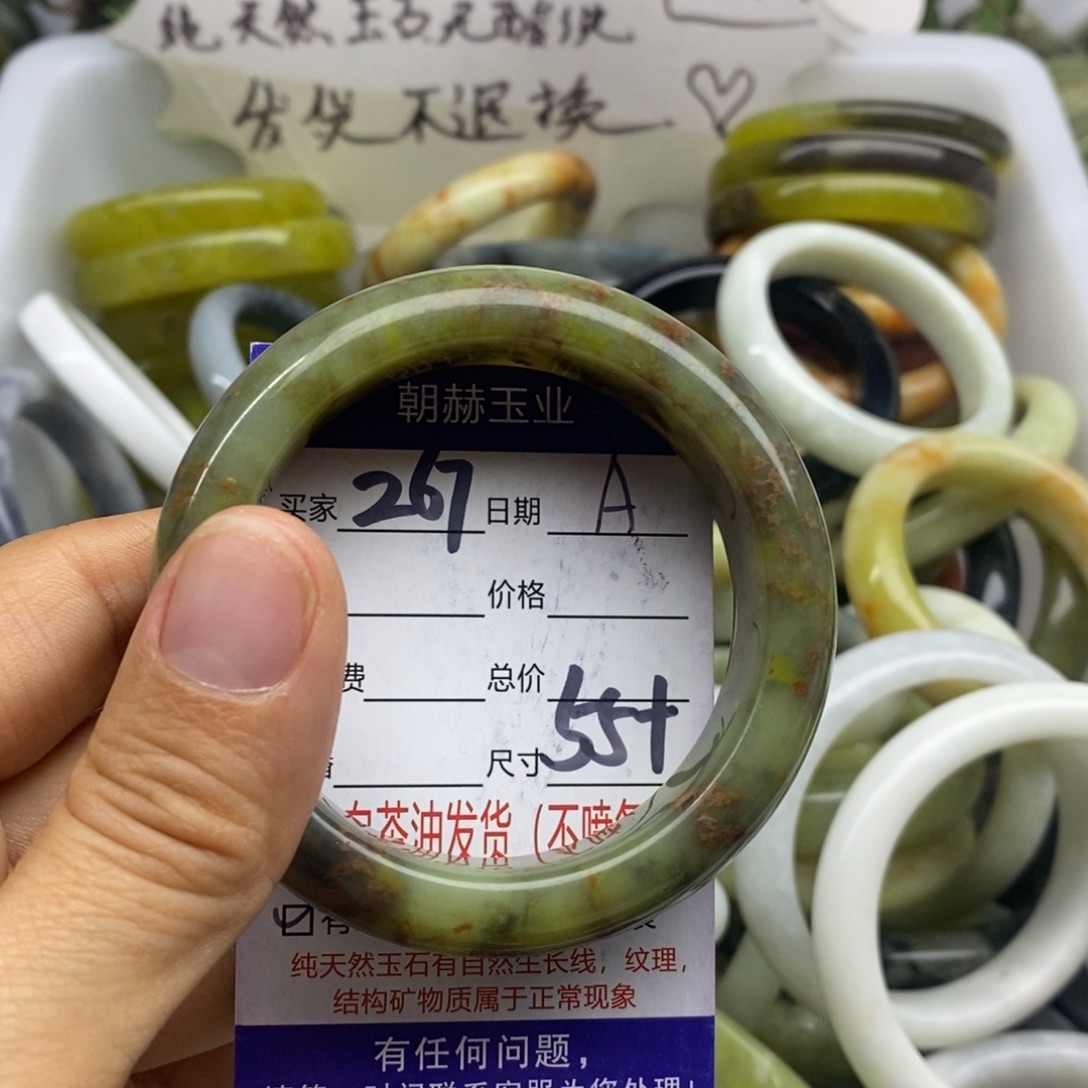 纯天然玉石无酸洗
发货不退换
朝赫玉业
买家 267 日期 A
价格
费 总价
尺寸 55+
白茶油发货（不喷
纯天然玉石有自然生长线，纹理，
结构矿物质属于正常现象
有任何问题，